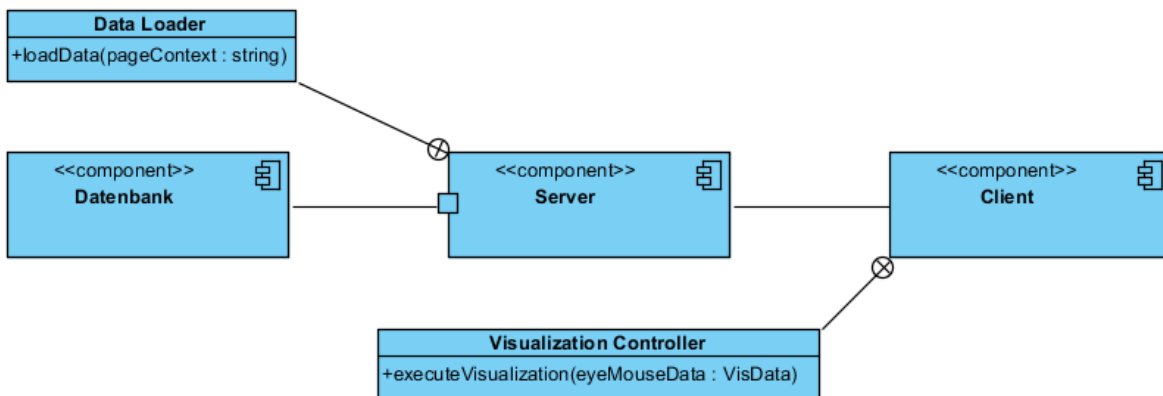 Data Loader
+loadData(pageContext : string)
<<component>>
Datenbank
<<component>>
Server
<<component>>
Client
Visualization Controller
+executeVisualization(eyeMouseData : VisData)